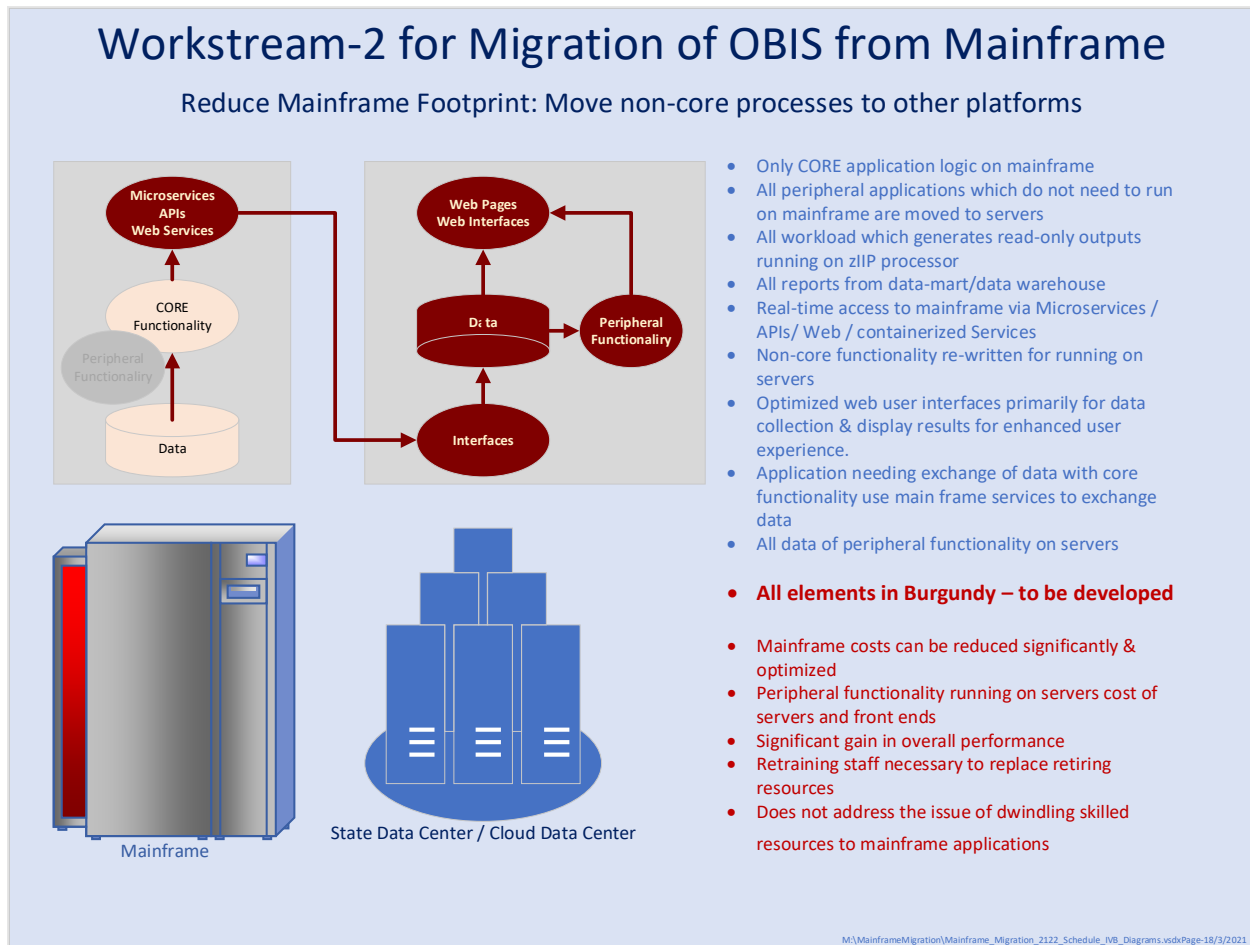 Workstream-2 for Migration of OBIS from Mainframe
Reduce Mainframe Footprint: Move non-core processes to other platforms
Microservices
APIs
Web Services
CORE
Functionality
Peripheral
Functionaliry
Data
Web Pages
Web Interfaces
Data
Peripheral
Functionaliry
Interfaces
Mainframe
State Data Center / Cloud Data Center
• Only CORE application logic on mainframe
• All peripheral applications which do not need to run
on mainframe are moved to servers
• All workload which generates read-only outputs
running on zIIP processor
• All reports from data-mart/data warehouse
• Real-time access to mainframe via Microservices /
APIs/ Web / containerized Services
• Non-core functionality re-written for running on
servers
• Optimized web user interfaces primarily for data
collection & display results for enhanced user
experience.
• Application needing exchange of data with core
functionality use main frame services to exchange
data
• All data of peripheral functionality on servers
• All elements in Burgundy – to be developed
• Mainframe costs can be reduced significantly &
optimized
• Peripheral functionality running on servers cost of
servers and front ends
• Significant gain in overall performance
• Retraining staff necessary to replace retiring
resources
• Does not address the issue of dwindling skilled
resources to mainframe applications
M:\MainframeMigration\Mainframe_Migration_2122_Schedule_IVB_Diagrams.vsdxPage-18/3/2021